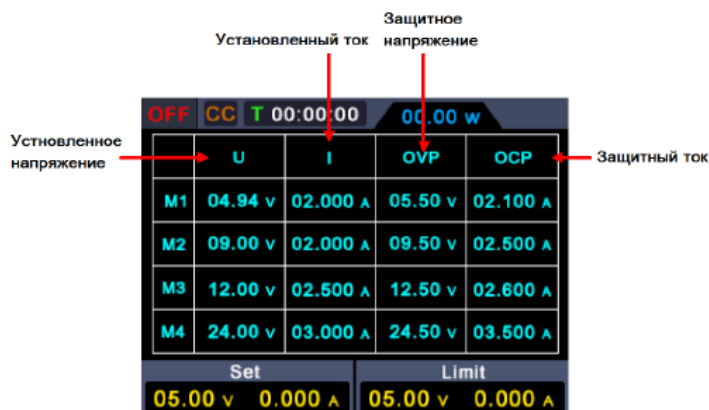 Защитное
Установленный ток напряжение
OFF CC T 00:00:00 00.00 w
Устновленное
напряжение
U I OVP OCP
Защитный ток
M1 04.94 v 02.000 A 05.50 v 02.100 A
M2 09.00 v 02.000 A 09.50 v 02.500 A
M3 12.00 v 02.500 A 12.50 v 02.600 A
M4 24.00 v 03.000 A 24.50 v 03.500 A
Set Limit
05.00 v 0.000 A 05.00 v 0.000 A